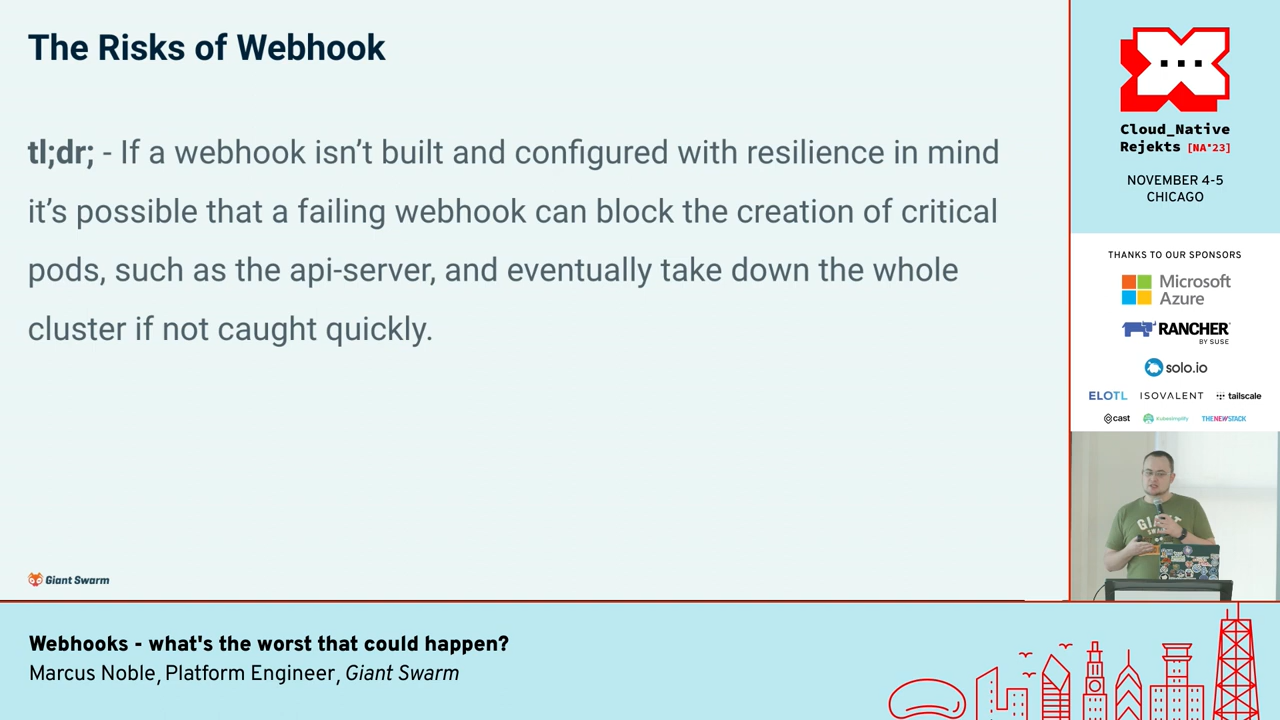 The Risks of Webhook
tl;dr; - If a webhook isn't built and configured with resilience in mind
it's possible that a failing webhook can block the creation of critical
pods, such as the api-server, and eventually take down the whole
cluster if not caught quickly.
Giant Swarm
Cloud_Native
Rejekts [NA'23]
NOVEMBER 4-5
CHICAGO
THANKS TO OUR SPONSORS
Microsoft
Azure
RANCHER
BY SUSE
solo.io
ELOTL ISOVALENT tailscale
cast kubesimplify THENEWSTACK
GIANT
SWARM
Webhooks - what's the worst that could happen?
Marcus Noble, Platform Engineer, Giant Swarm